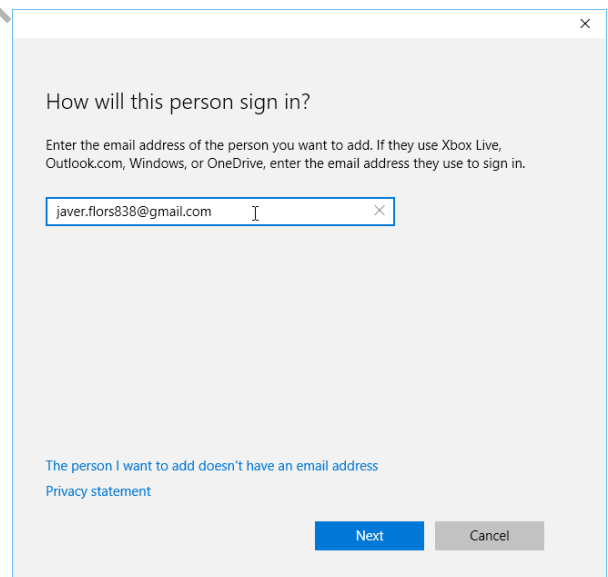 How will this person sign in?
Enter the email address of the person you want to add. If they use Xbox Live,
Outlook.com, Windows, or OneDrive, enter the email address they use to sign in.
javer.flors838@gmail.com
The person I want to add doesn't have an email address
Privacy statement
Next Cancel